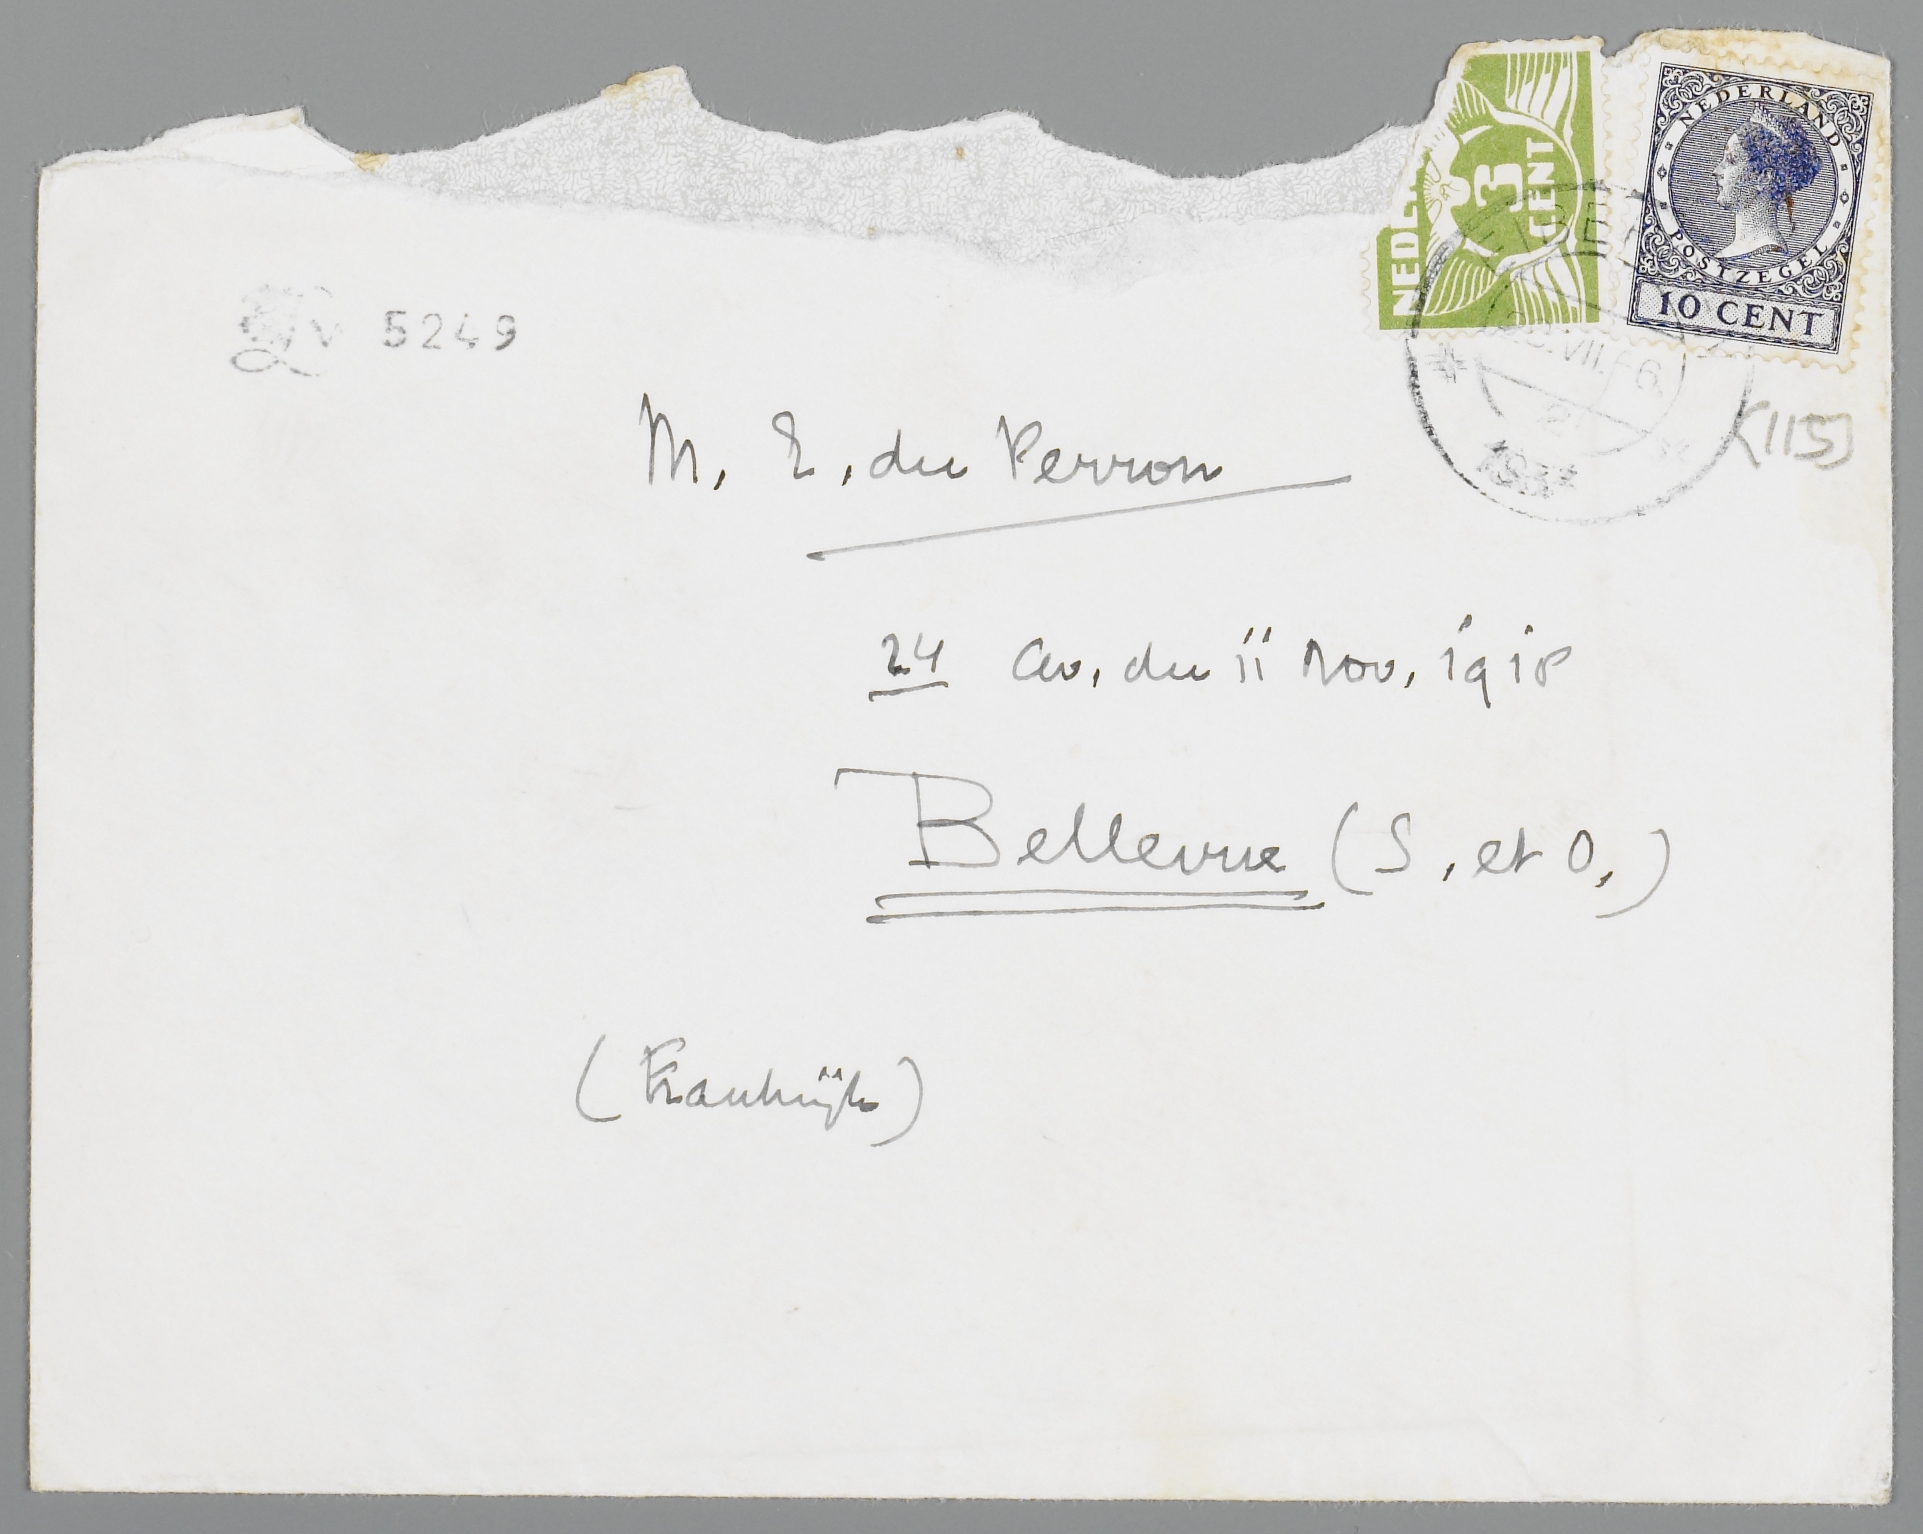 NEDERLAND
POSTZEGEL
10 CENT
3
CENT
v 5249
2
[115]
M. E. du Perron
24 av. du 11 Nov. 1918
Bellevue (S. et O.)
(Frankrijk)